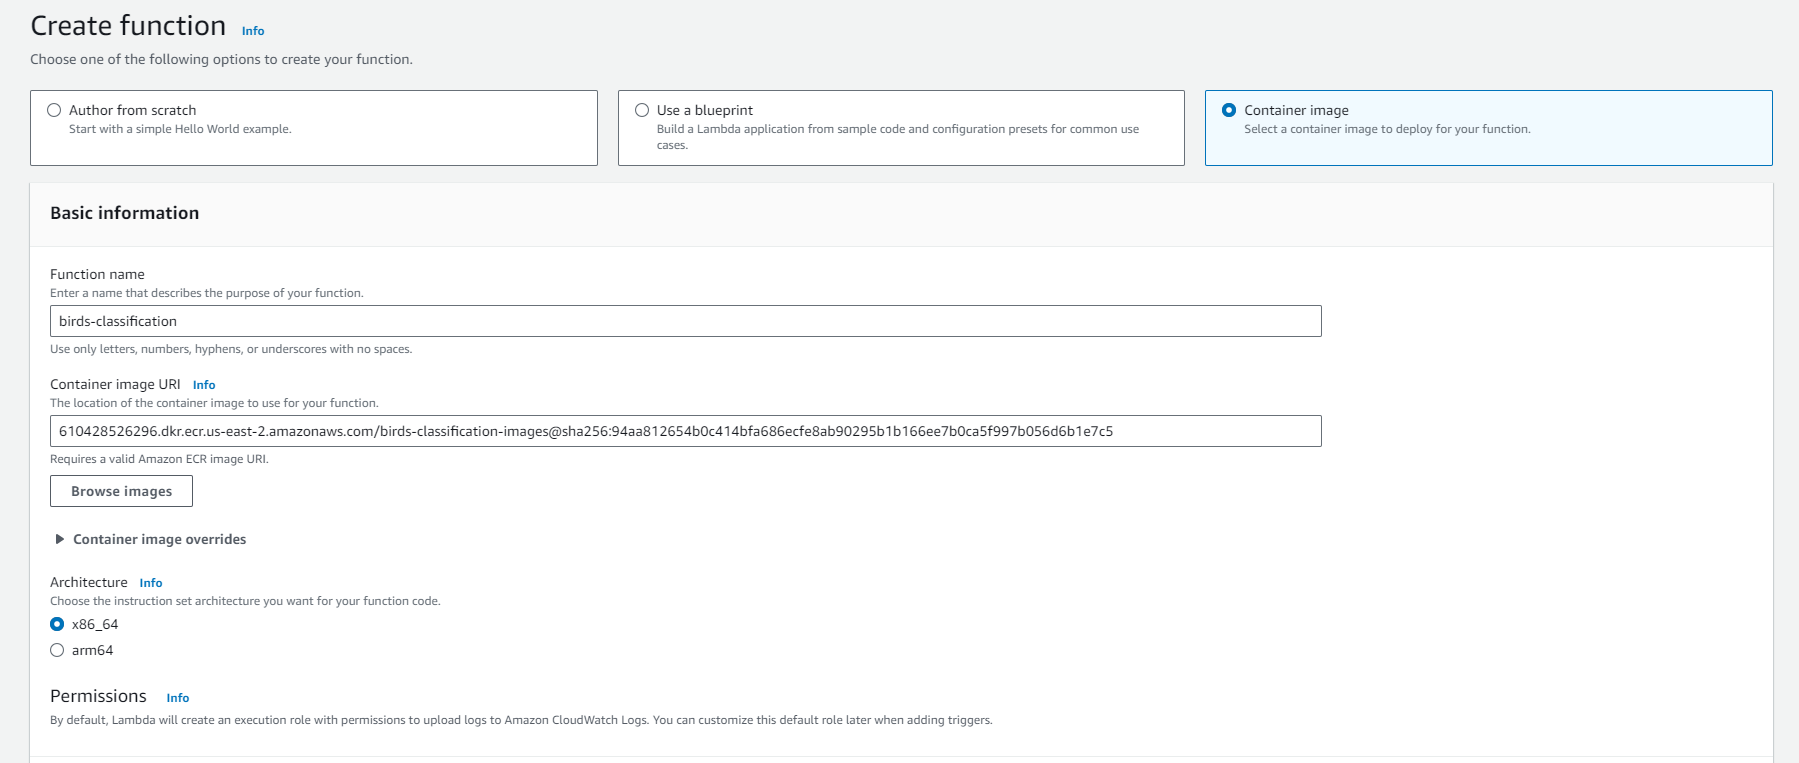 Create function Info
Choose one of the following options to create your function.
Author from scratch
Start with a simple Hello World example.
Use a blueprint
Build a Lambda application from sample code and configuration presets for common use
cases.
Container image
Select a container image to deploy for your function.
Basic information
Function name
Enter a name that describes the purpose of your function.
birds-classification
Use only letters, numbers, hyphens, or underscores with no spaces.
Container image URI Info
The location of the container image to use for your function.
610428526296.dkr.ecr.us-east-2.amazonaws.com/birds-classification-images@sha256:94aa812654b0c414bfa686ecfe8ab90295b1b166ee7b0ca5f997b056d6b1e7c5
Requires a valid Amazon ECR image URI.
Browse images
Container image overrides
Architecture Info
Choose the instruction set architecture you want for your function code.
x86_64
arm64
Permissions Info
By default, Lambda will create an execution role with permissions to upload logs to Amazon CloudWatch Logs. You can customize this default role later when adding triggers.